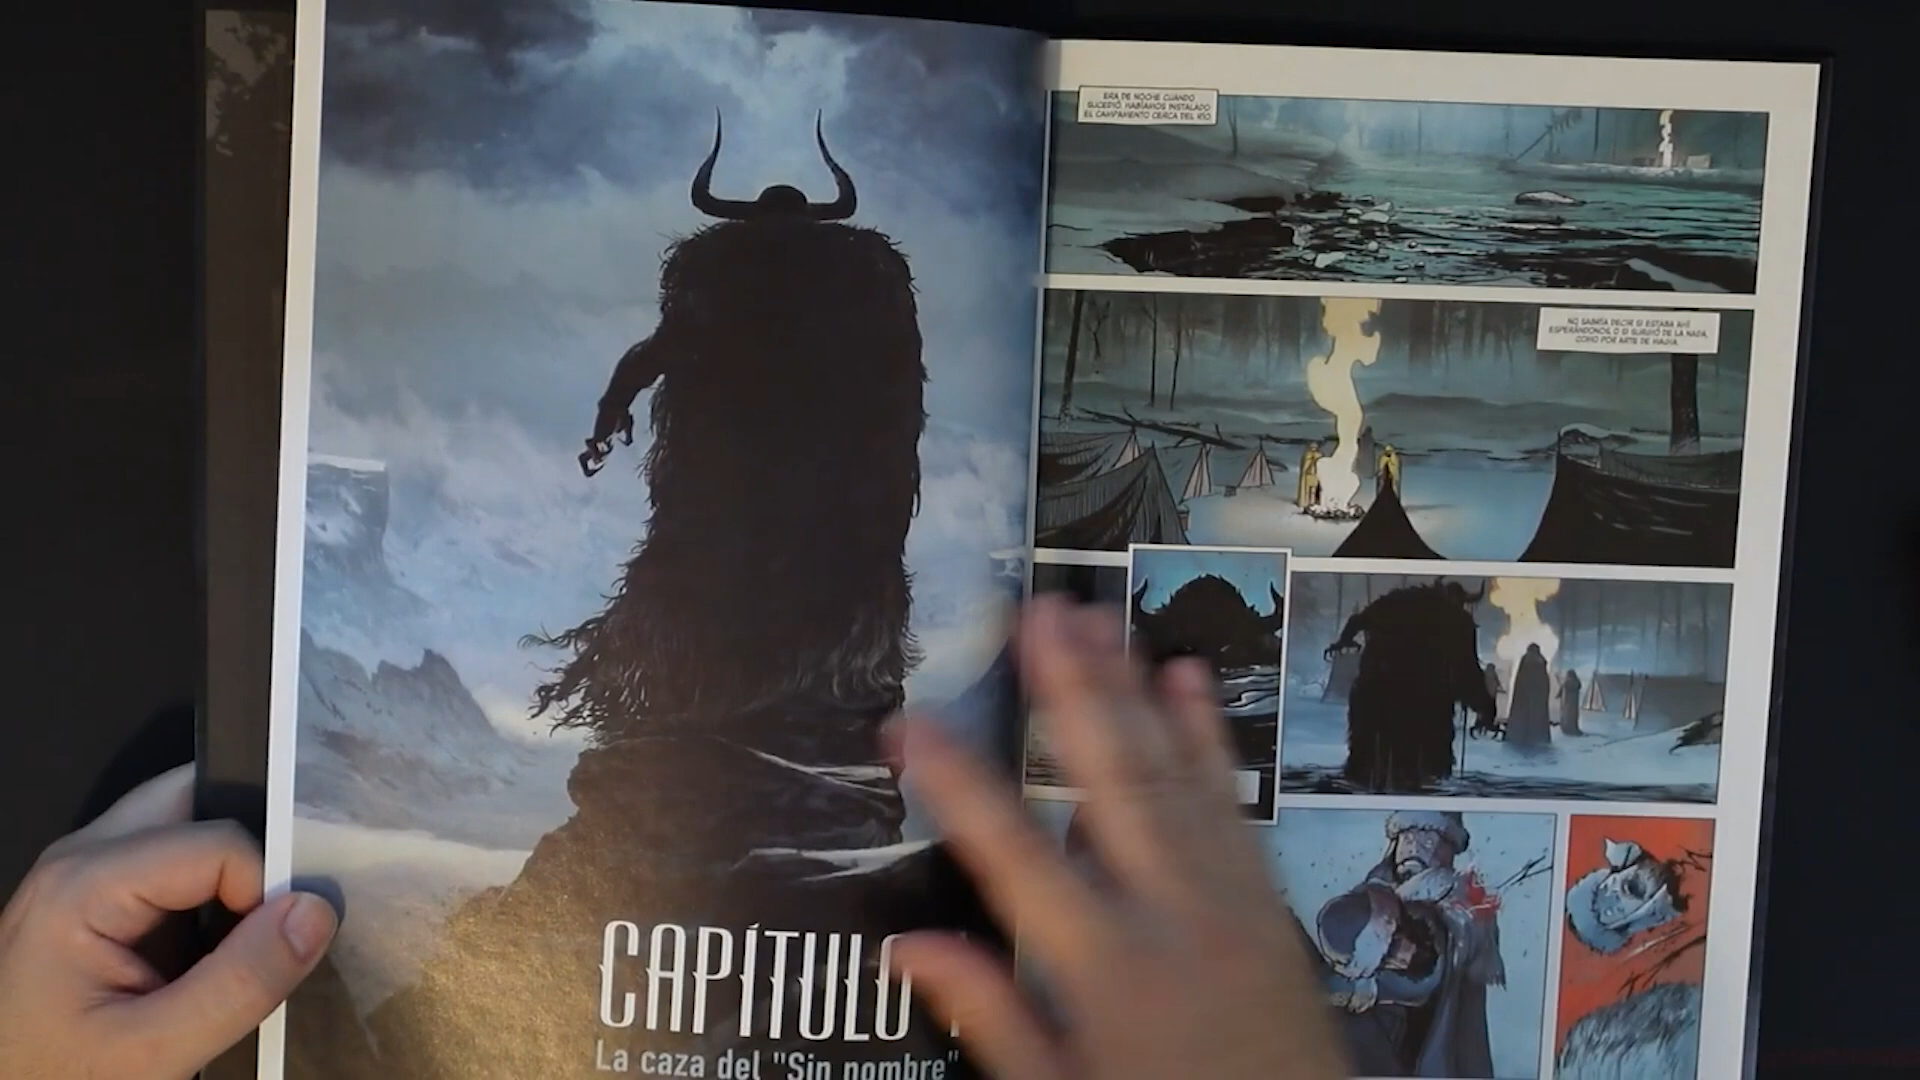 CAPÍTULO
La caza del "Sin nombre"
ERA DE NOCHE CUANDO
SUCEDIÓ. HABÍAMOS INSTALADO
EL CAMPAMENTO CERCA DEL RÍO.
NO SABRÍA DECIR SI ESTABA AHÍ
ESPERÁNDONOS, O SI SURGIÓ DE LA NADA,
COMO POR ARTE DE MAGIA.